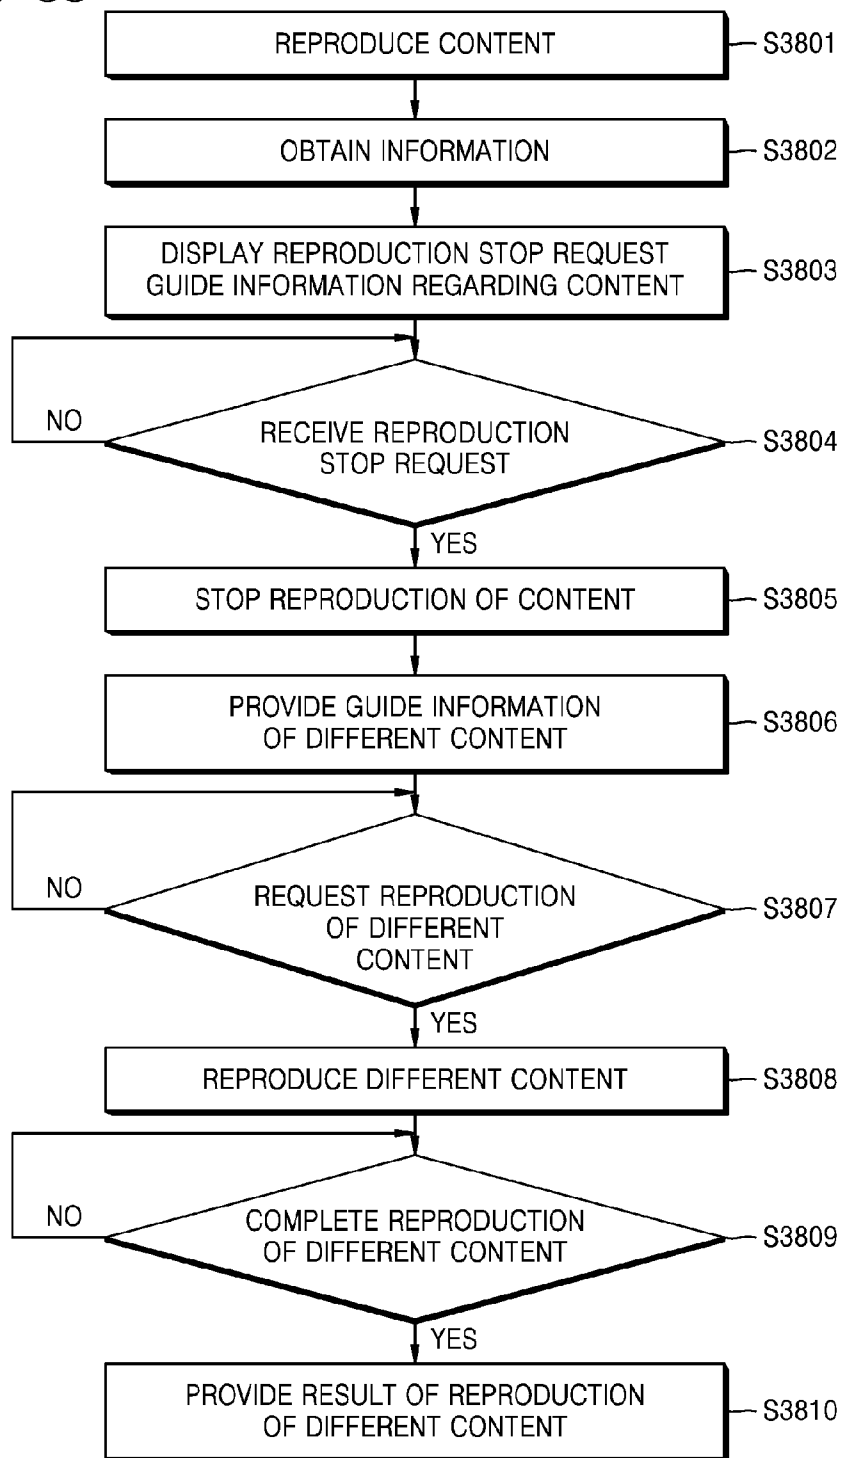 REPRODUCE CONTENT
S3801
OBTAIN INFORMATION
S3802
DISPLAY REPRODUCTION STOP REQUEST
GUIDE INFORMATION REGARDING CONTENT
S3803
NO
RECEIVE REPRODUCTION
STOP REQUEST
S3804
YES
STOP REPRODUCTION OF CONTENT
S3805
PROVIDE GUIDE INFORMATION
OF DIFFERENT CONTENT
S3806
NO
REQUEST REPRODUCTION
OF DIFFERENT
CONTENT
S3807
YES
REPRODUCE DIFFERENT CONTENT
S3808
NO
COMPLETE REPRODUCTION
OF DIFFERENT CONTENT
S3809
YES
PROVIDE RESULT OF REPRODUCTION
OF DIFFERENT CONTENT
S3810